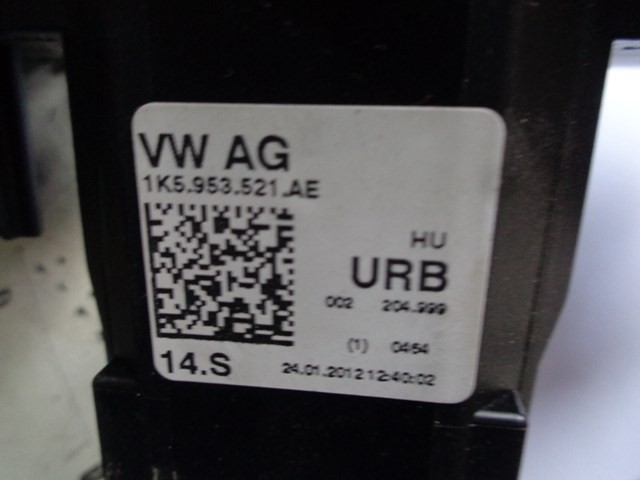 VW AG
1K5.953.521.AE
HU
URB
002 204.999
(1) 0464
14.S 24.01.2012 12:40:02